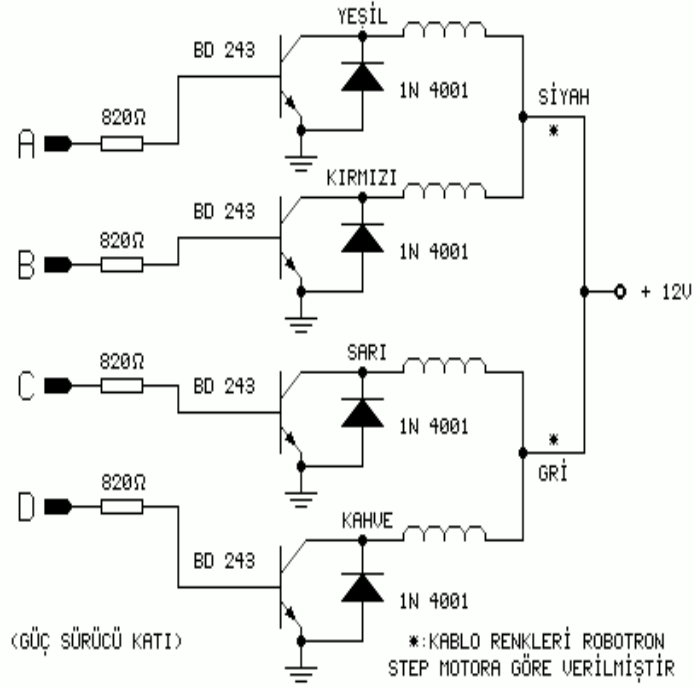 YEŞİL
BD 243
1N 4001
SİYAH
*
820Ω
A
KIRMIZI
BD 243
820Ω
1N 4001
B
+ 12V
SARI
820Ω
BD 243
C
1N 4001
*
GRİ
820Ω
D
KAHVE
BD 243
1N 4001
(GÜÇ SÜRÜCÜ KATI)
*:KABLO RENKLERİ ROBOTRON
STEP MOTORA GÖRE VERİLMİŞTİR